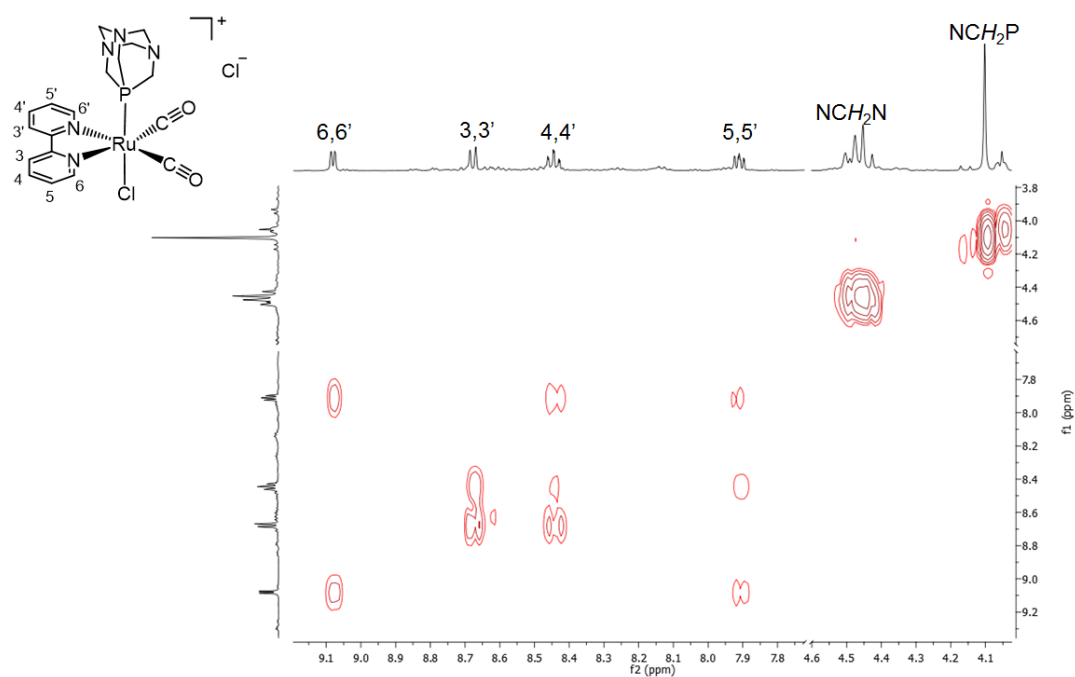 +
N
N
N
Cl−
P
4'
5'
6'
3'
N
C
O
Ru
3
N
C
O
4
5
6
Cl
6,6'
3,3'
4,4'
5,5'
NCH2N
NCH2P
3.8
4.0
4.2
4.4
4.6
7.8
8.0
8.2
8.4
8.6
8.8
9.0
9.2
f1 (ppm)
9.1 9.0 8.9 8.8 8.7 8.6 8.5 8.4 8.3 8.2 8.1 8.0 7.9 7.8 4.6 4.5 4.4 4.3 4.2 4.1
f2 (ppm)